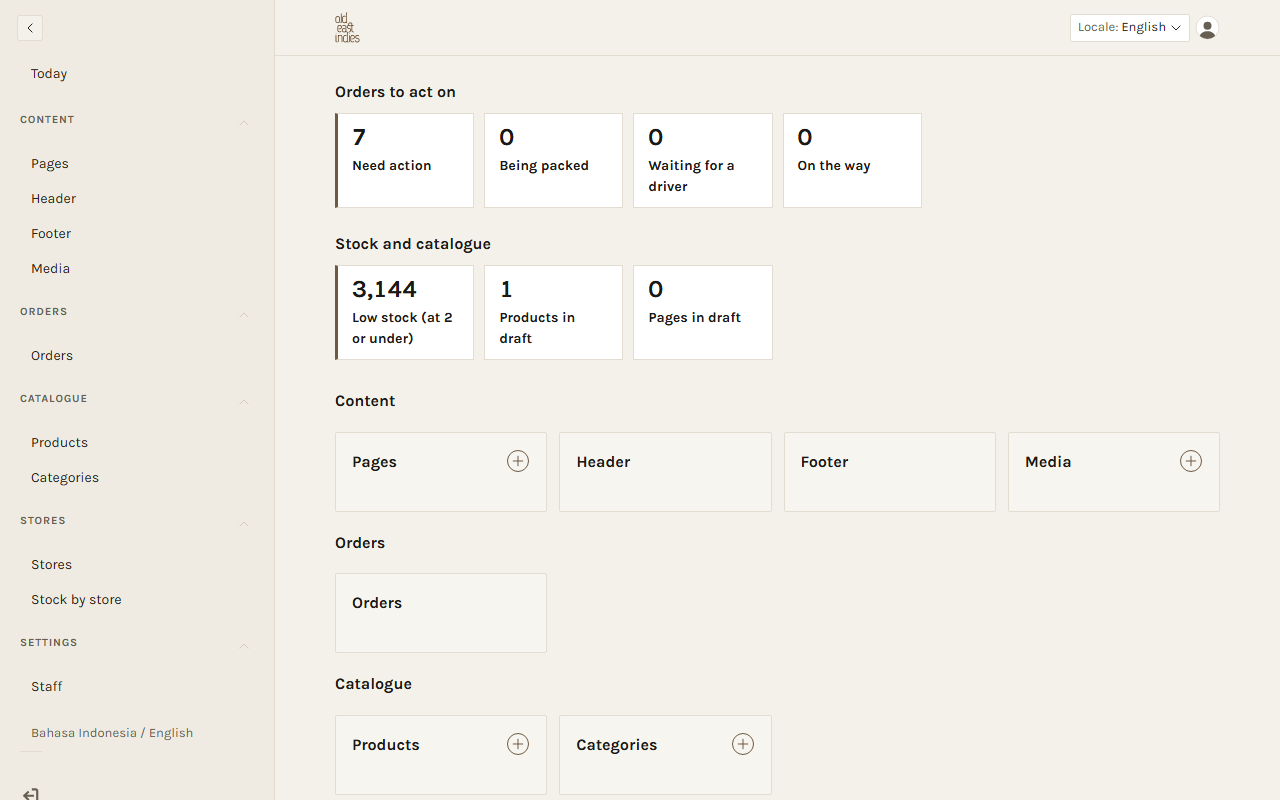 old
east
indies
Locale: English
Today
CONTENT
Pages
Header
Footer
Media
ORDERS
Orders
CATALOGUE
Products
Categories
STORES
Stores
Stock by store
SETTINGS
Staff
Bahasa Indonesia / English
Orders to act on
7
Need action
0
Being packed
0
Waiting for a
driver
0
On the way
Stock and catalogue
3,144
Low stock (at 2
or under)
1
Products in
draft
0
Pages in draft
Content
Pages
Header
Footer
Media
Orders
Orders
Catalogue
Products
Categories